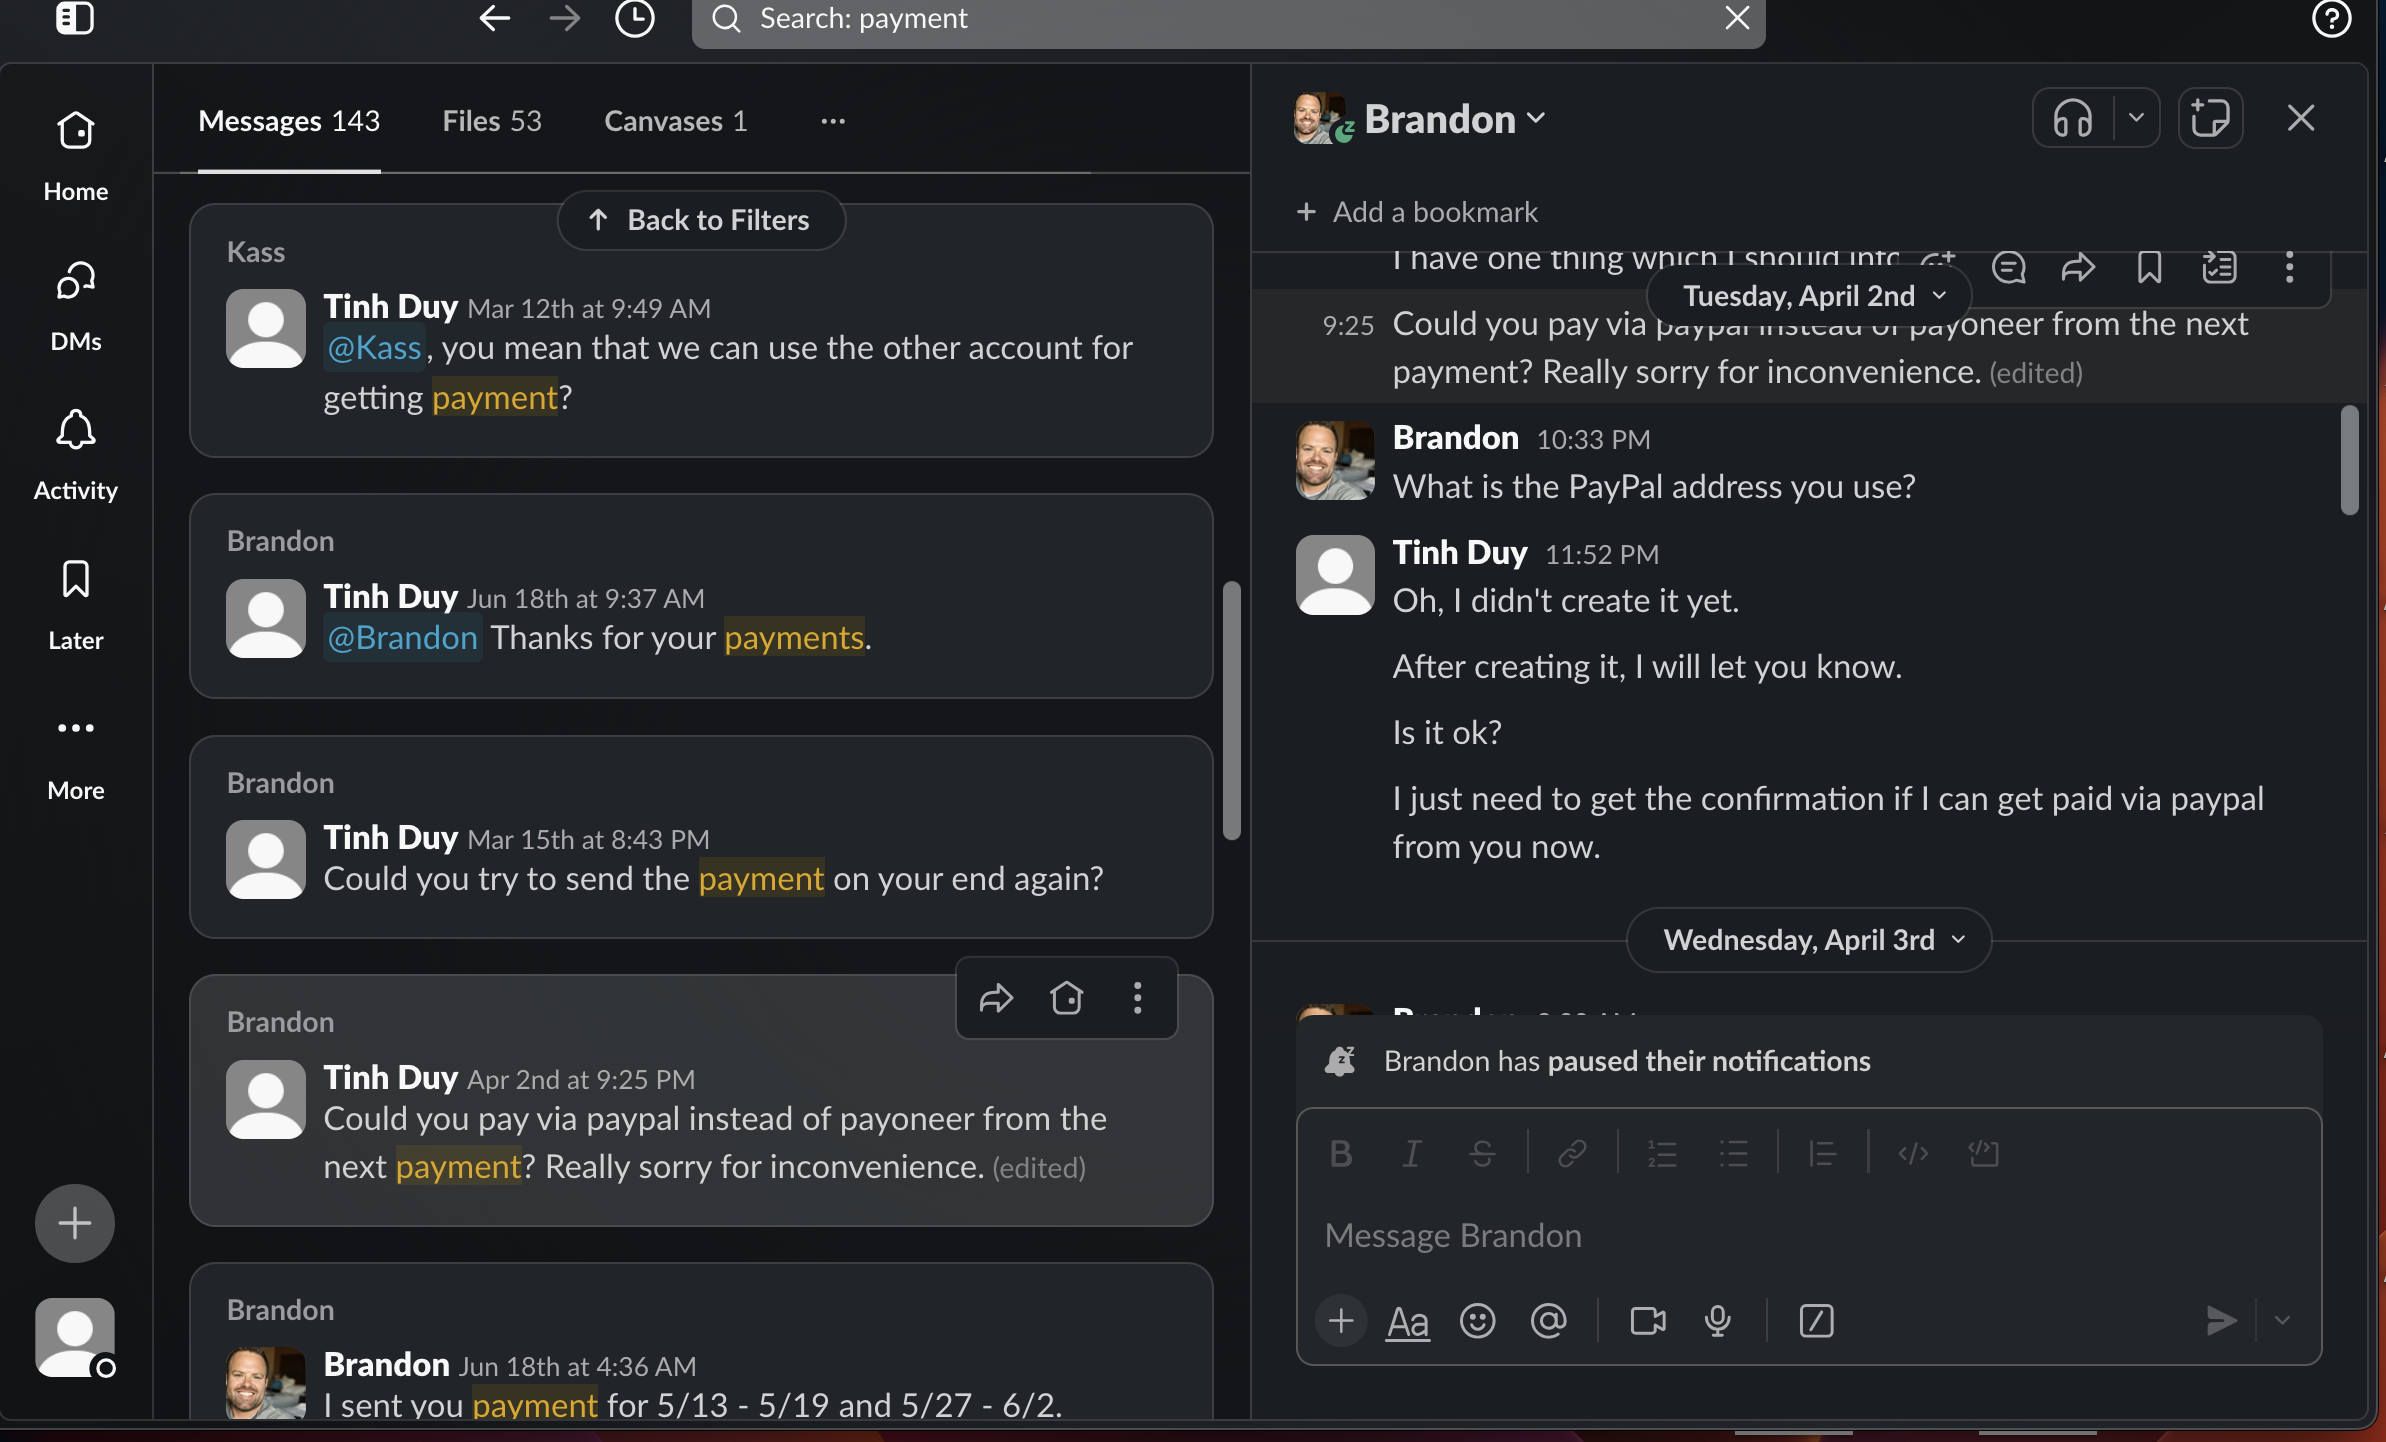 Search: payment
Home
DMs
Activity
Later
More
Messages 143
Files 53
Canvases 1
Back to Filters
Kass
Tinh Duy Mar 12th at 9:49 AM
@Kass, you mean that we can use the other account for
getting payment?
Brandon
Tinh Duy Jun 18th at 9:37 AM
@Brandon Thanks for your payments.
Brandon
Tinh Duy Mar 15th at 8:43 PM
Could you try to send the payment on your end again?
Brandon
Tinh Duy Apr 2nd at 9:25 PM
Could you pay via paypal instead of payoneer from the
next payment? Really sorry for inconvenience. (edited)
Brandon
Brandon Jun 18th at 4:36 AM
I sent you payment for 5/13 - 5/19 and 5/27 - 6/2.
Brandon
+ Add a bookmark
I have one thing which I should
Tuesday, April 2nd
9:25 Could you pay via paypal instead of payoneer from the next
payment? Really sorry for inconvenience. (edited)
Brandon 10:33 PM
What is the PayPal address you use?
Tinh Duy 11:52 PM
Oh, I didn't create it yet.
After creating it, I will let you know.
Is it ok?
I just need to get the confirmation if I can get paid via paypal
from you now.
Wednesday, April 3rd
Brandon
Brandon has paused their notifications
Message Brandon
Aa